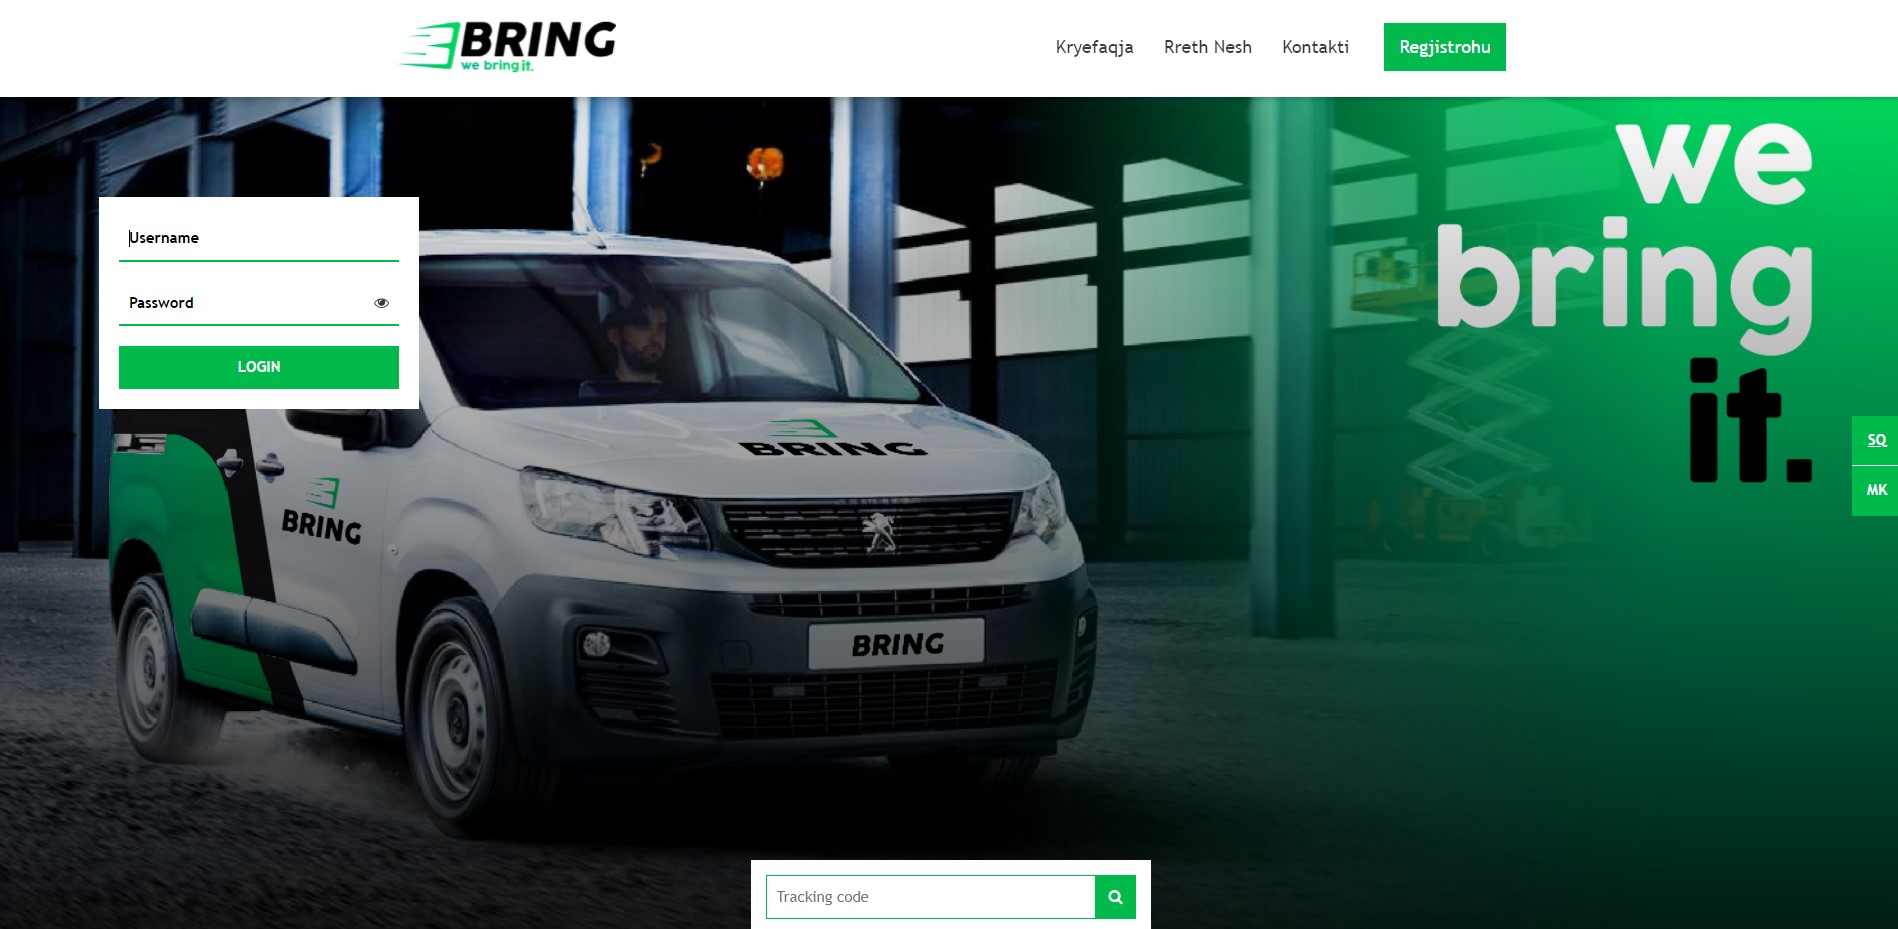 BRING
we bring it.
Kryefaqja
Rreth Nesh
Kontakti
Regjistrohu
we
bring
it.
Username
Password
LOGIN
BRING
BRING
BRING
SQ
MK
Tracking code